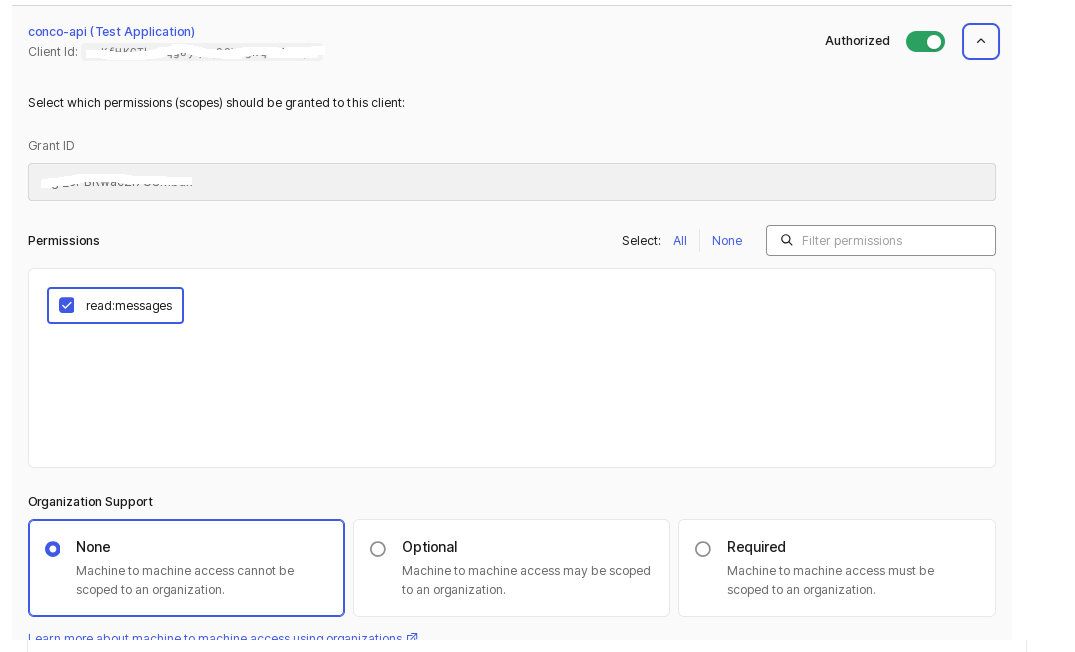 conco-api (Test Application)
Client Id:
Authorized
Select which permissions (scopes) should be granted to this client:
Grant ID
Permissions
Select: All None
Filter permissions
read:messages
Organization Support
None
Machine to machine access cannot be
scoped to an organization.
Optional
Machine to machine access may be scoped
to an organization.
Required
Machine to machine access must be
scoped to an organization.
Learn more about machine to machine access using organizations